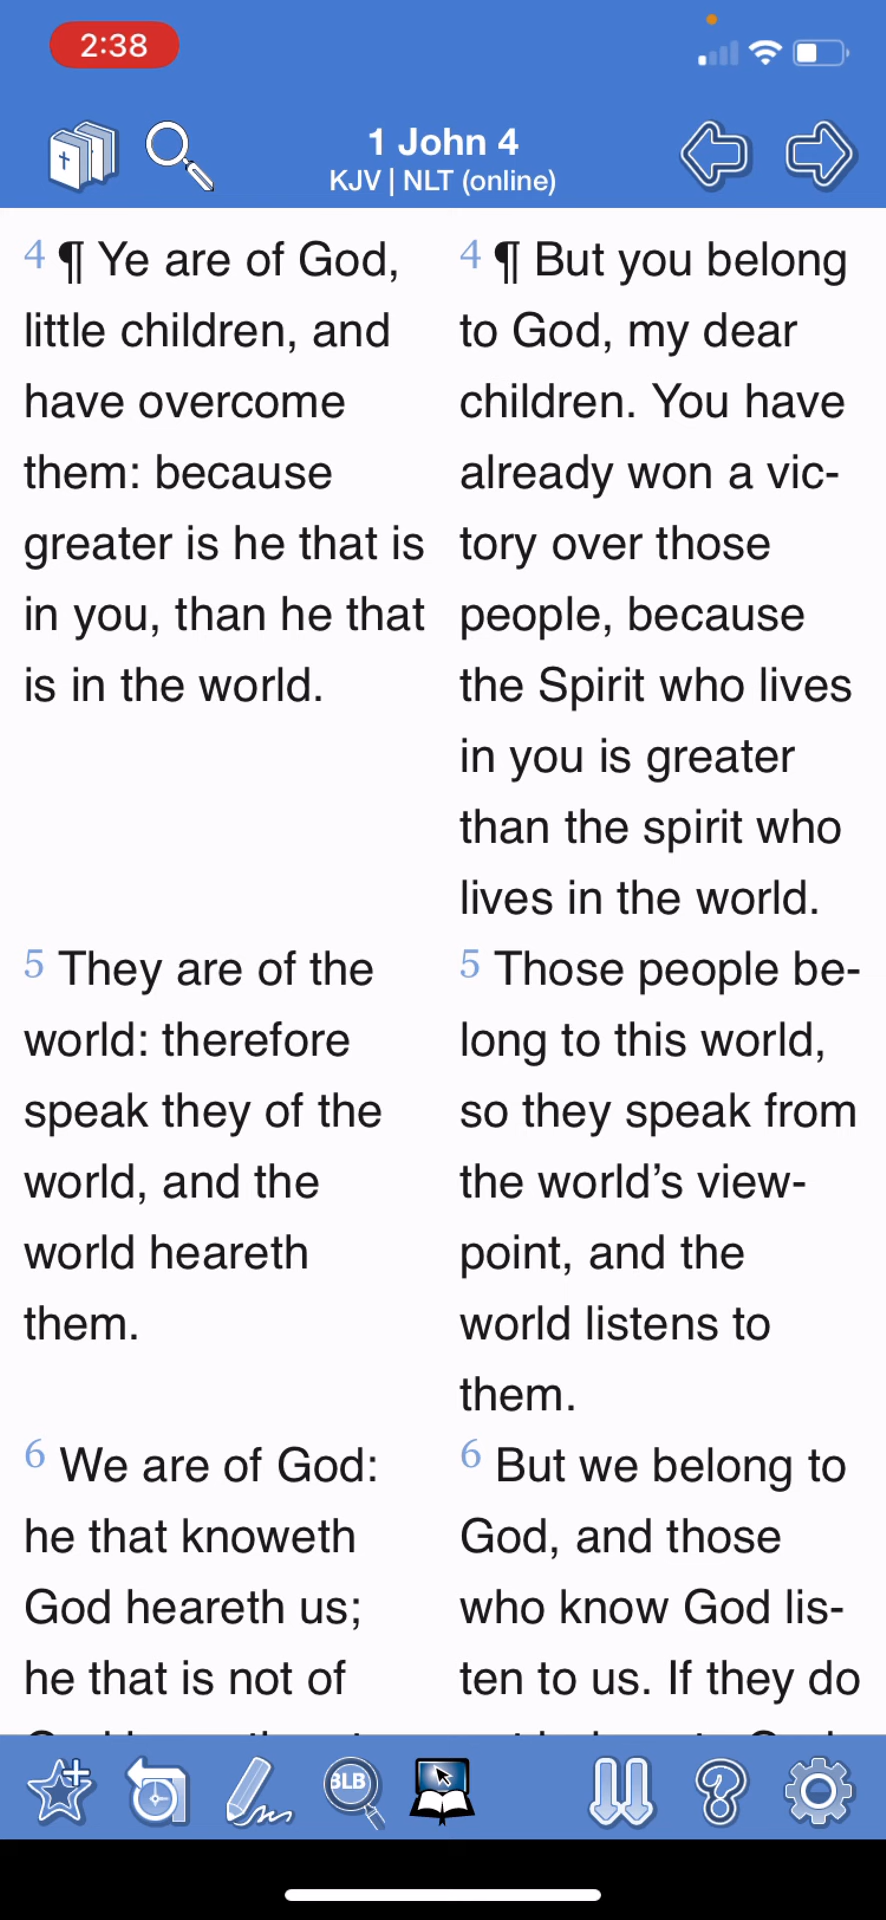 2:38
1 John 4
KJV | NLT (online)
4 ¶ Ye are of God,
little children, and
have overcome
them: because
greater is he that is
in you, than he that
is in the world.
4 ¶ But you belong
to God, my dear
children. You have
already won a vic-
tory over those
people, because
the Spirit who lives
in you is greater
than the spirit who
lives in the world.
5 They are of the
world: therefore
speak they of the
world, and the
world heareth
them.
5 Those people be-
long to this world,
so they speak from
the world’s view-
point, and the
world listens to
them.
6 We are of God:
he that knoweth
God heareth us;
he that is not of
6 But we belong to
God, and those
who know God lis-
ten to us. If they do
BLB